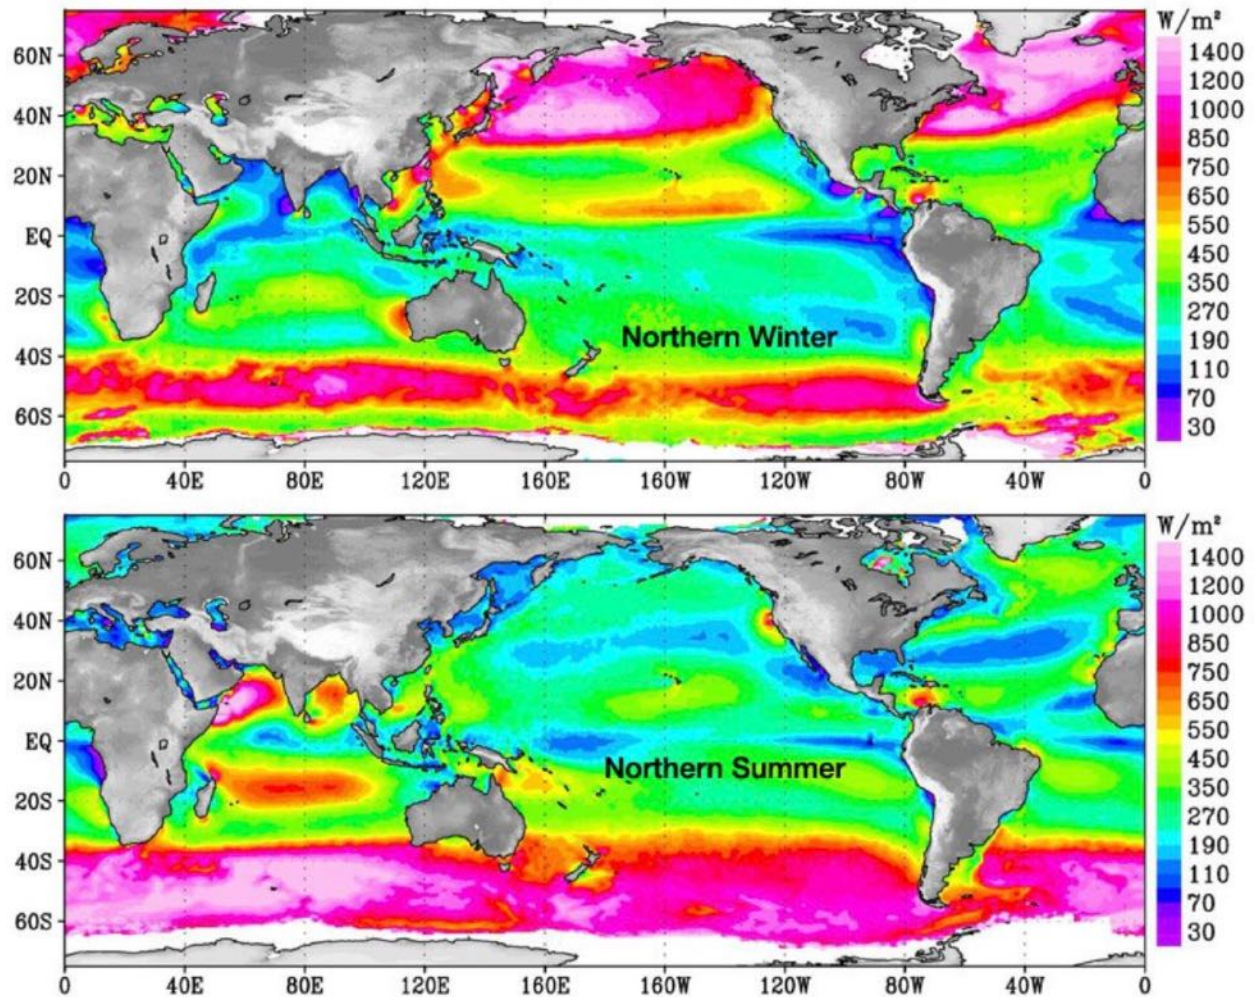 W/m²
60N
40N
20N
EQ
20S
40S
60S
1400
1200
1000
850
750
650
550
450
350
270
190
110
70
30
Northern Winter
0 40E 80E 120E 160E 160W 120W 80W 40W 0
W/m²
60N
40N
20N
EQ
20S
40S
60S
1400
1200
1000
850
750
650
550
450
350
270
190
110
70
30
Northern Summer
0 40E 80E 120E 160E 160W 120W 80W 40W 0